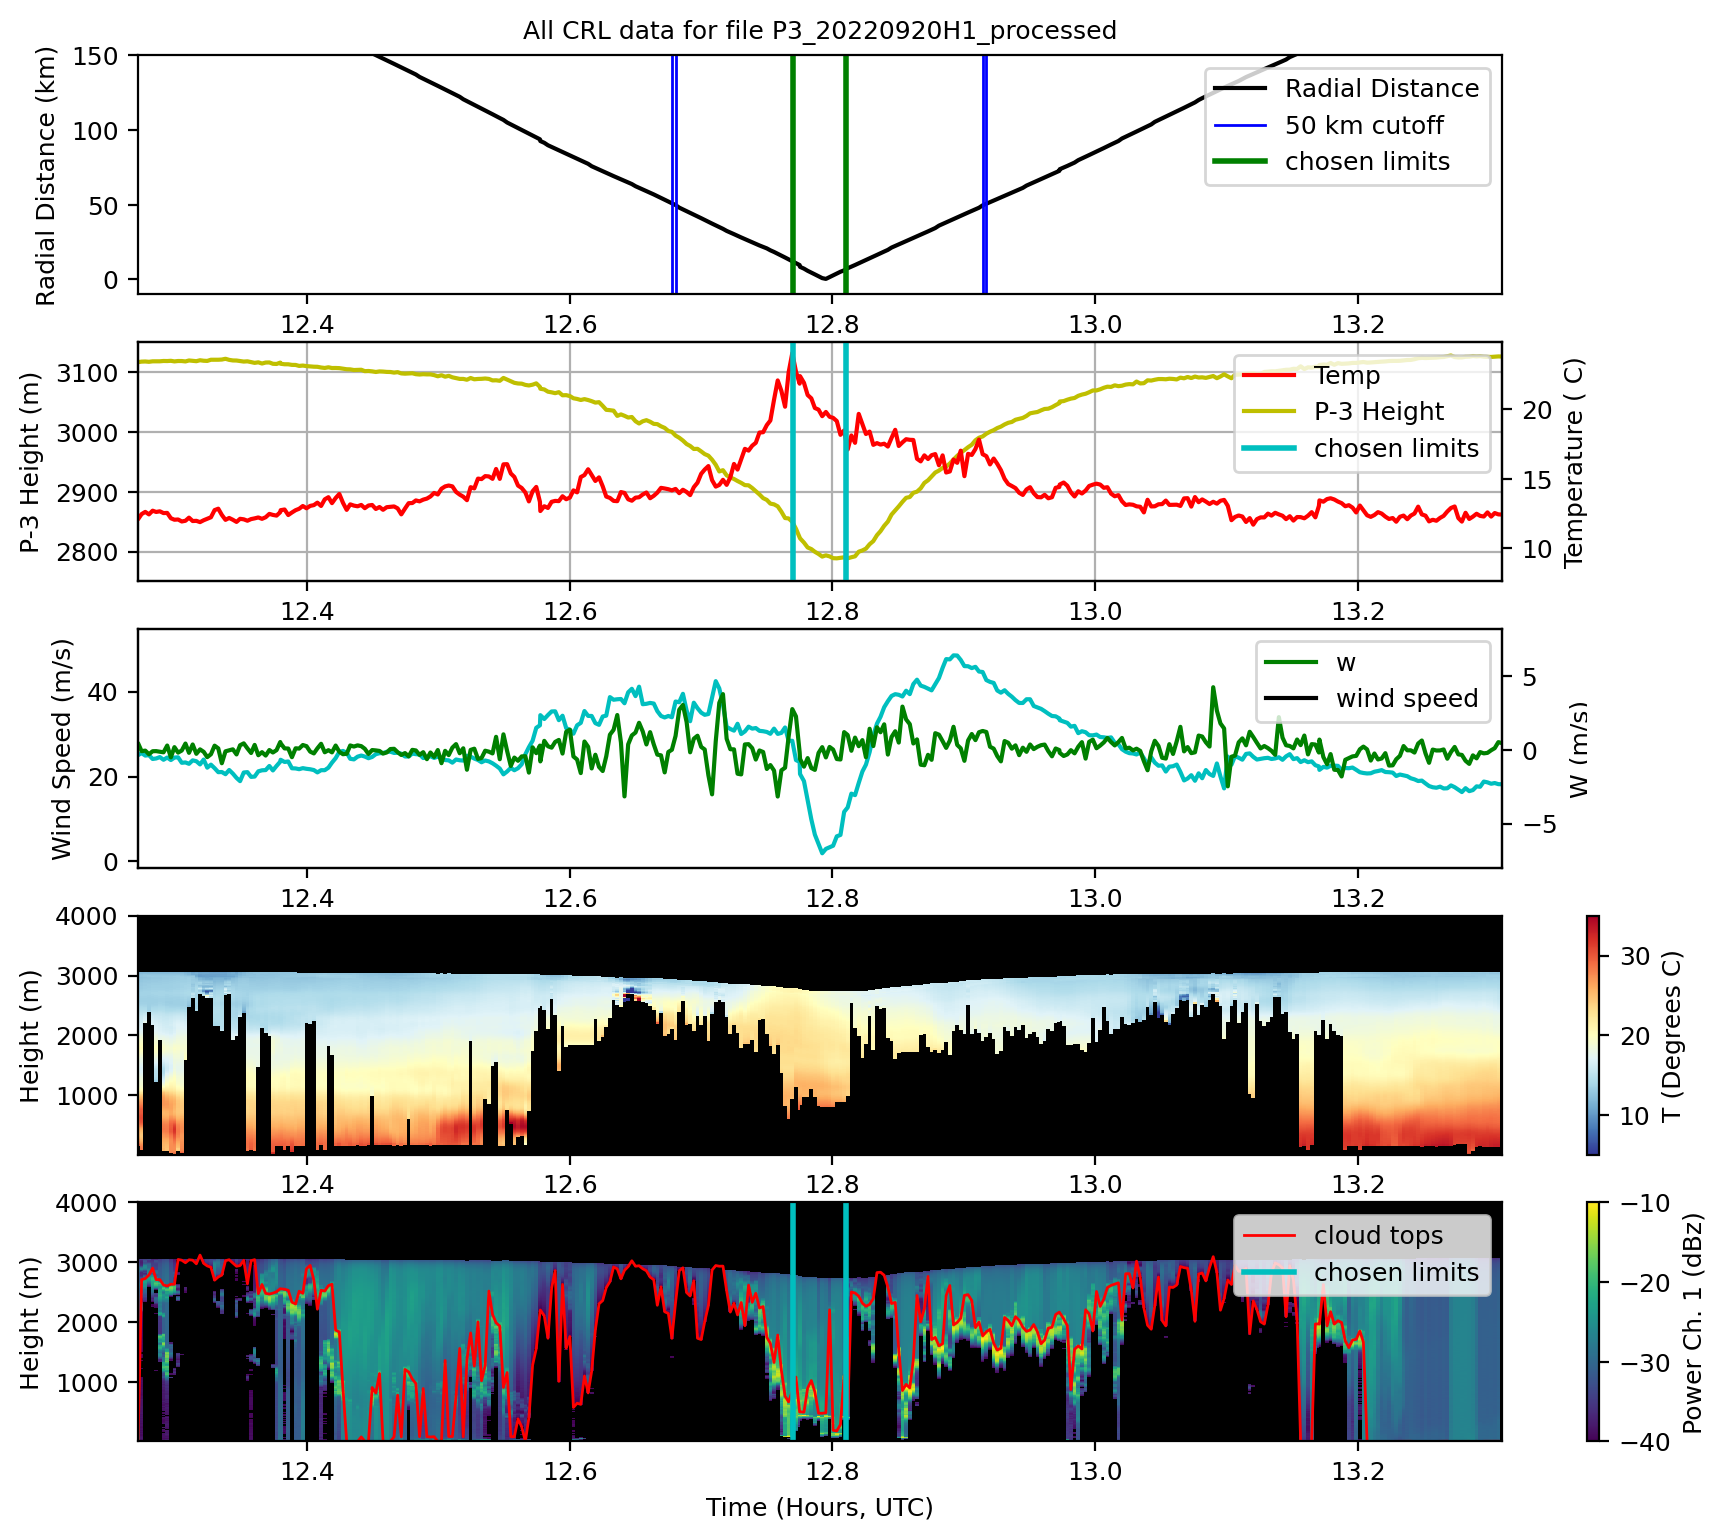 All CRL data for file P3_20220920H1_processed
Radial Distance (km)
150
100
50
0
Radial Distance
50 km cutoff
chosen limits
12.4 12.6 12.8 13.0 13.2
P-3 Height (m)
3100
3000
2900
2800
Temp
P-3 Height
chosen limits
20
15
10
Temperature ( C)
12.4 12.6 12.8 13.0 13.2
Wind Speed (m/s)
40
20
0
w
wind speed
5
0
−5
W (m/s)
12.4 12.6 12.8 13.0 13.2
Height (m)
4000
3000
2000
1000
30
20
10
T (Degrees C)
12.4 12.6 12.8 13.0 13.2
Height (m)
4000
3000
2000
1000
cloud tops
chosen limits
−10
−20
−30
−40
Power Ch. 1 (dBz)
12.4 12.6 12.8 13.0 13.2
Time (Hours, UTC)